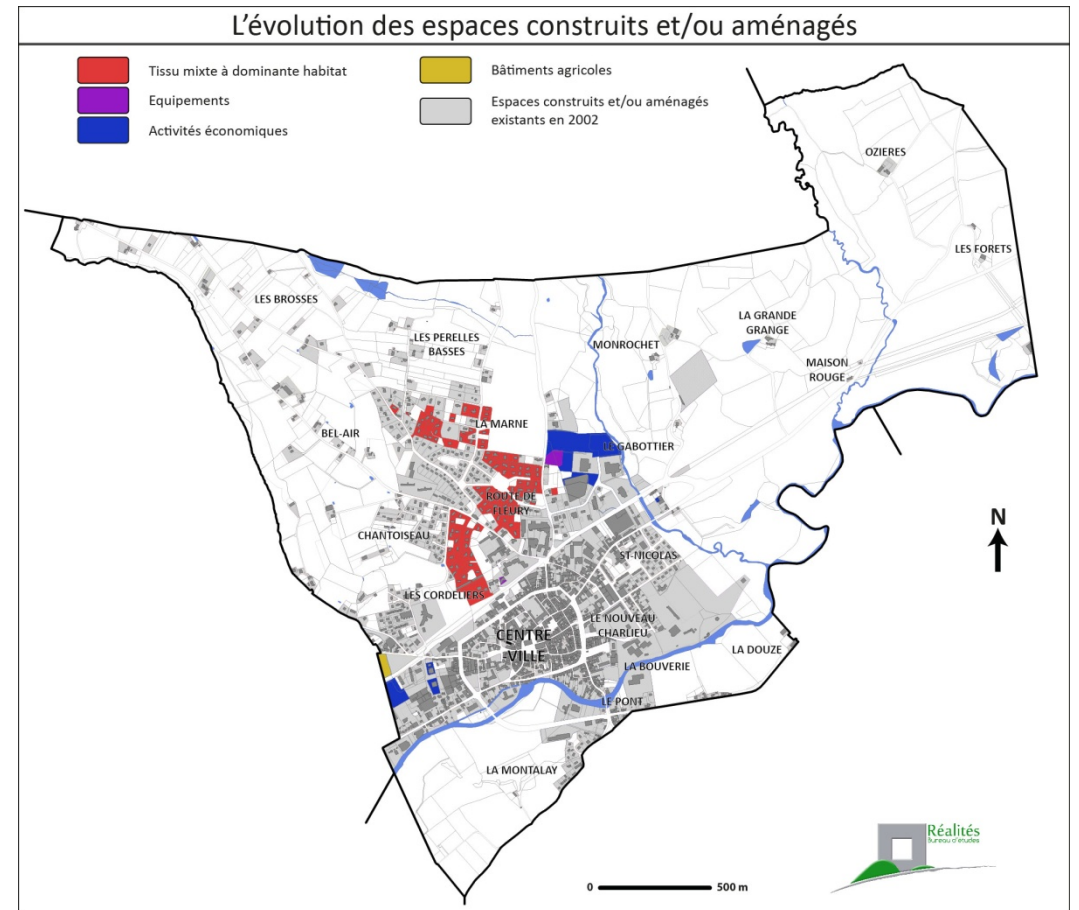 L'évolution des espaces construits et/ou aménagés
Tissu mixte à dominante habitat
Equipements
Activités économiques
Bâtiments agricoles
Espaces construits et/ou aménagés
existants en 2002
OZIERES
LES FORETS
LES BROSSES
LA GRANDE
GRANGE
LES PERELLES
BASSES
MONROCHET
MAISON
ROUGE
LA MARNE
BEL-AIR
LE GABOTTIER
ROUTE DE
FLEURY
CHANTOISEAU
ST-NICOLAS
N
LES CORDELIERS
LE NOUVEAU
CHARLIEU
CENTRE
-VILLE
LA DOUZE
LA BOUVERIE
LE PONT
LA MONTALAY
Réalités
Bureau d'études
0
500 m